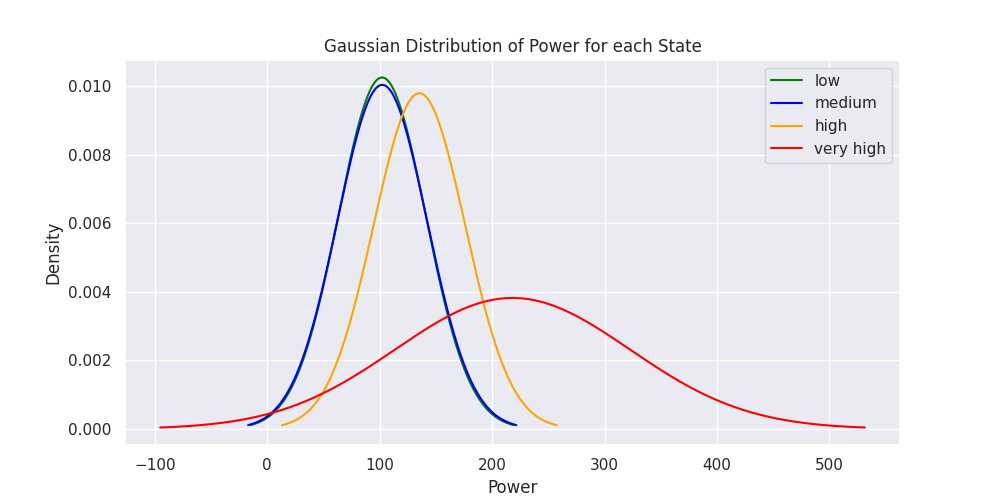 Gaussian Distribution of Power for each State
low
medium
high
very high
Density
0.010
0.008
0.006
0.004
0.002
0.000
−100 0 100 200 300 400 500
Power